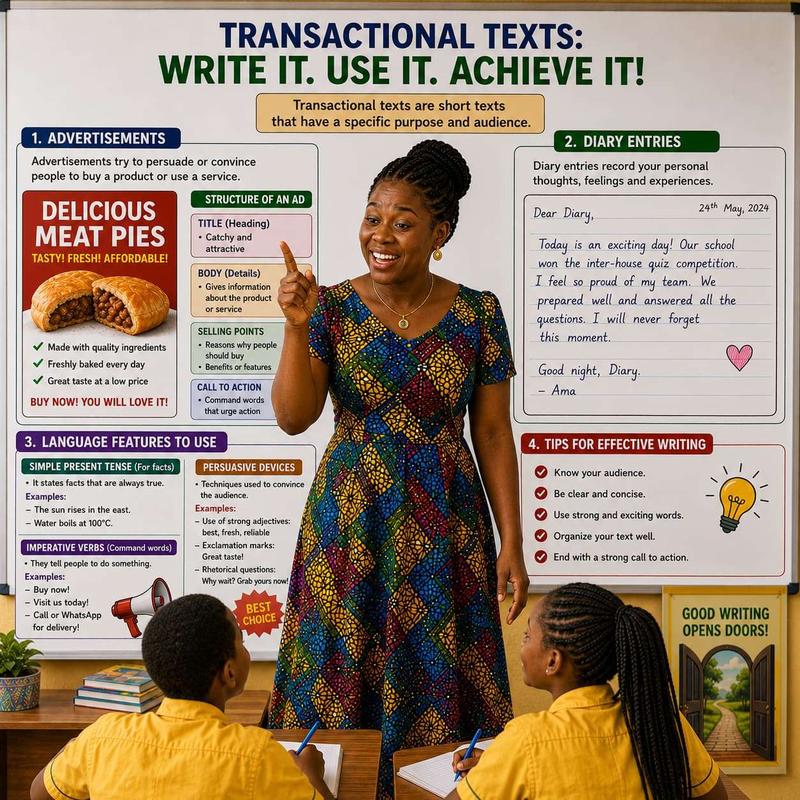 TRANSACTIONAL TEXTS:
WRITE IT. USE IT. ACHIEVE IT!
Transactional texts are short texts
that have a specific purpose and audience.
1. ADVERTISEMENTS
Advertisements try to persuade or convince
people to buy a product or use a service.
DELICIOUS
MEAT PIES
TASTY! FRESH! AFFORDABLE!
Made with quality ingredients
Freshly baked every day
Great taste at a low price
BUY NOW! YOU WILL LOVE IT!
STRUCTURE OF AN AD
TITLE (Heading)
• Catchy and
attractive
BODY (Details)
• Gives information
about the product
or service
SELLING POINTS
• Reasons why people
should buy
• Benefits or features
CALL TO ACTION
• Command words
that urge action
2. DIARY ENTRIES
Diary entries record your personal
thoughts, feelings and experiences.
24th May, 2024
Dear Diary,
Today is an exciting day! Our school
won the inter-house quiz competition.
I feel so proud of my team. We
prepared well and answered all the
questions. I will never forget
this moment.
Good night, Diary.
– Ama
3. LANGUAGE FEATURES TO USE
SIMPLE PRESENT TENSE (For facts)
• It states facts that are always true.
Examples:
– The sun rises in the east.
– Water boils at 100°C.
IMPERATIVE VERBS (Command words)
• They tell people to do something.
Examples:
– Buy now!
– Visit us today!
– Call or WhatsApp
for delivery!
PERSUASIVE DEVICES
• Techniques used to convince
the audience.
Examples:
– Use of strong adjectives:
best, fresh, reliable
– Exclamation marks:
Great taste!
– Rhetorical questions:
Why wait? Grab yours now!
BEST
CHOICE
4. TIPS FOR EFFECTIVE WRITING
Know your audience.
Be clear and concise.
Use strong and exciting words.
Organize your text well.
End with a strong call to action.
GOOD WRITING
OPENS DOORS!